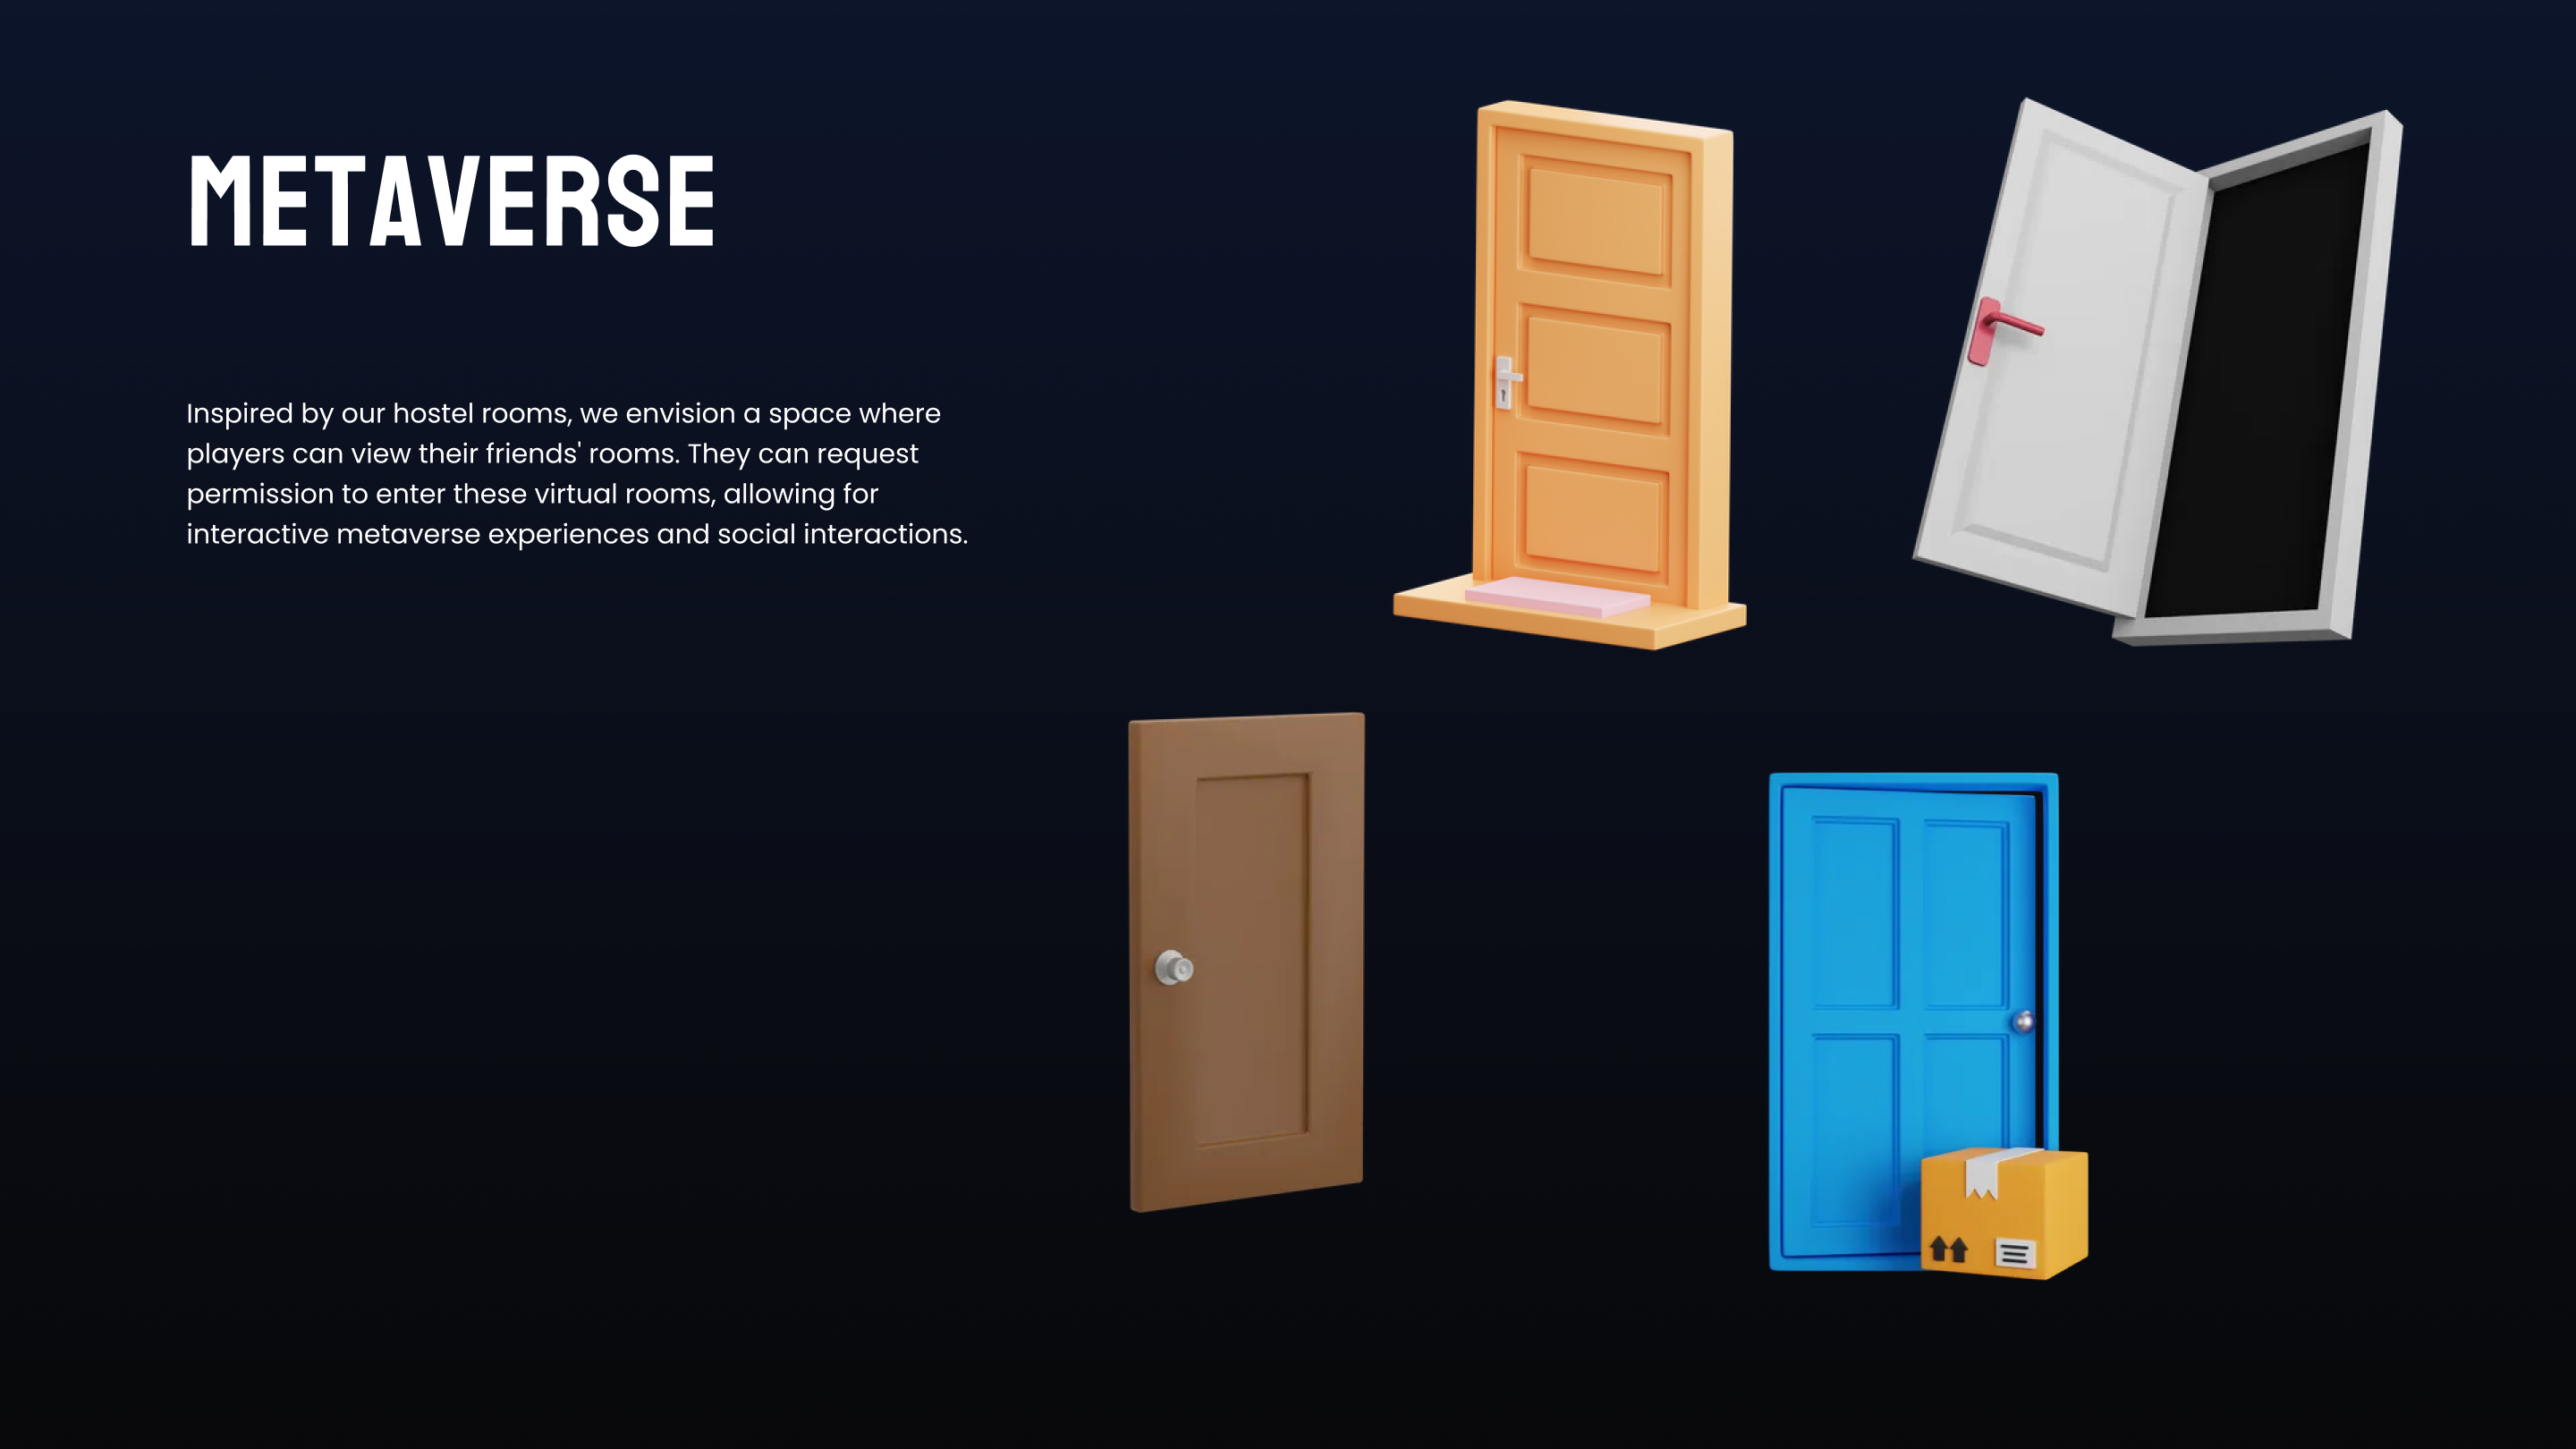 METAVERSE
Inspired by our hostel rooms, we envision a space where
players can view their friends' rooms. They can request
permission to enter these virtual rooms, allowing for
interactive metaverse experiences and social interactions.